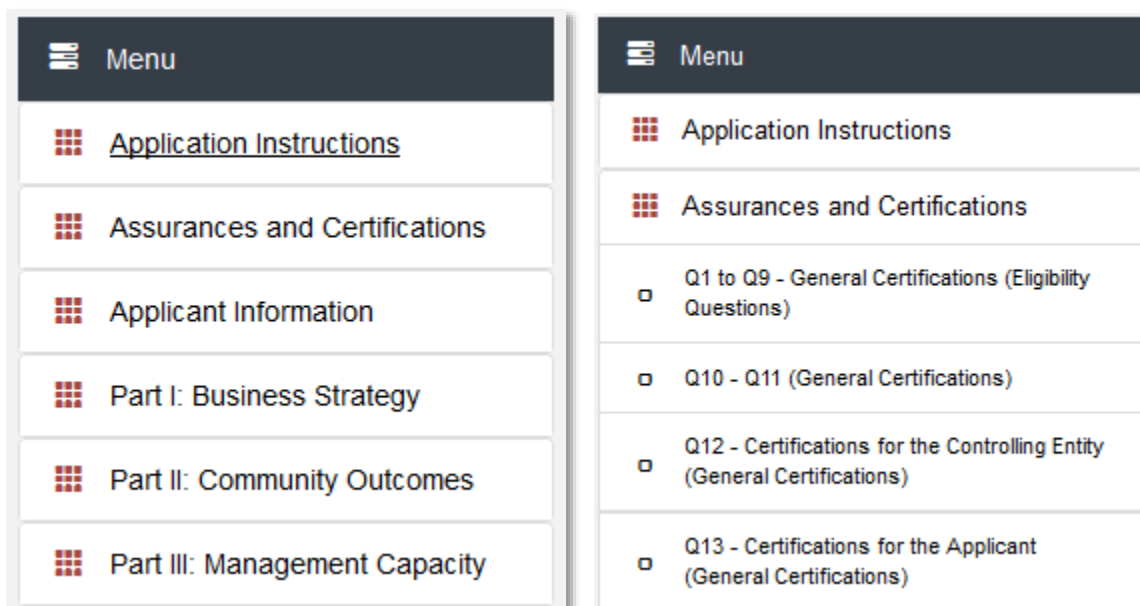 Menu
Application Instructions
Assurances and Certifications
Applicant Information
Part I: Business Strategy
Part II: Community Outcomes
Part III: Management Capacity
Menu
Application Instructions
Assurances and Certifications
Q1 to Q9 - General Certifications (Eligibility
Questions)
Q10 - Q11 (General Certifications)
Q12 - Certifications for the Controlling Entity
(General Certifications)
Q13 - Certifications for the Applicant
(General Certifications)